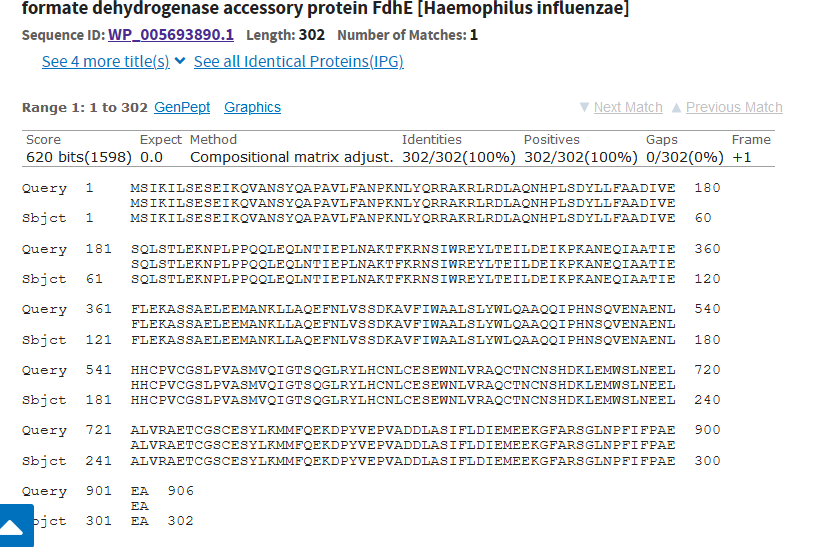 formate dehydrogenase accessory protein FdhE [Haemophilus influenzae]
Sequence ID: WP_005693890.1 Length: 302 Number of Matches: 1
See 4 more title(s) See all Identical Proteins(IPG)
Range 1: 1 to 302 GenPept Graphics ▼ Next Match ▲ Previous Match
Score Expect Method Identities Positives Gaps Frame
620 bits(1598) 0.0 Compositional matrix adjust. 302/302(100%) 302/302(100%) 0/302(0%) +1
Query 1 MSIKILSESEIKQVANSYQAPAVLFANPKNLYQRRAKRLRDLAQNHPLSDYLLFAADIVE 180
MSIKILSESEIKQVANSYQAPAVLFANPKNLYQRRAKRLRDLAQNHPLSDYLLFAADIVE
Sbjct 1 MSIKILSESEIKQVANSYQAPAVLFANPKNLYQRRAKRLRDLAQNHPLSDYLLFAADIVE 60
Query 181 SQLSTLEKNPLPPQQLEQLNTIEPLNAKTFKRNSIWREYLTEILDEIKPKANEQIAATIE 360
SQLSTLEKNPLPPQQLEQLNTIEPLNAKTFKRNSIWREYLTEILDEIKPKANEQIAATIE
Sbjct 61 SQLSTLEKNPLPPQQLEQLNTIEPLNAKTFKRNSIWREYLTEILDEIKPKANEQIAATIE 120
Query 361 FLEKASSAELEEMANKLLAQEFNLVSSDKAVFIWAALSLYWLQAAQQIPHNSQVENAENL 540
FLEKASSAELEEMANKLLAQEFNLVSSDKAVFIWAALSLYWLQAAQQIPHNSQVENAENL
Sbjct 121 FLEKASSAELEEMANKLLAQEFNLVSSDKAVFIWAALSLYWLQAAQQIPHNSQVENAENL 180
Query 541 HHCPVCGSLPVASMVQIGTSQGLRYLHCNLCESEWNLVRAQCTNCNSHDKLEMWSLNEEL 720
HHCPVCGSLPVASMVQIGTSQGLRYLHCNLCESEWNLVRAQCTNCNSHDKLEMWSLNEEL
Sbjct 181 HHCPVCGSLPVASMVQIGTSQGLRYLHCNLCESEWNLVRAQCTNCNSHDKLEMWSLNEEL 240
Query 721 ALVRAETCGSCESYLKMMFQEKDPYVEPVADDLASIFLDIEMEEKGFARSGLNPFIFPAE 900
ALVRAETCGSCESYLKMMFQEKDPYVEPVADDLASIFLDIEMEEKGFARSGLNPFIFPAE
Sbjct 241 ALVRAETCGSCESYLKMMFQEKDPYVEPVADDLASIFLDIEMEEKGFARSGLNPFIFPAE 300
Query 901 EA 906
EA
bjct 301 EA 302